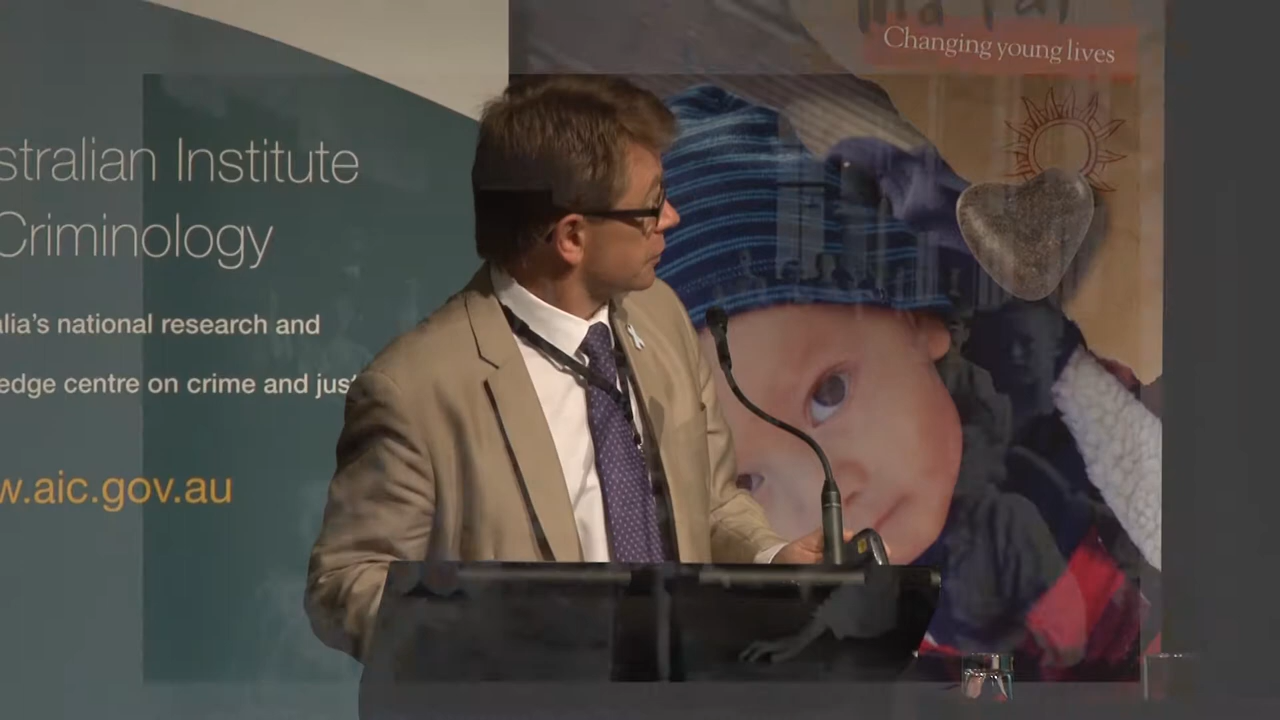 stralian Institute
Criminology
alia's national research and
edge centre on crime and jus
w.aic.gov.au
Changing young lives